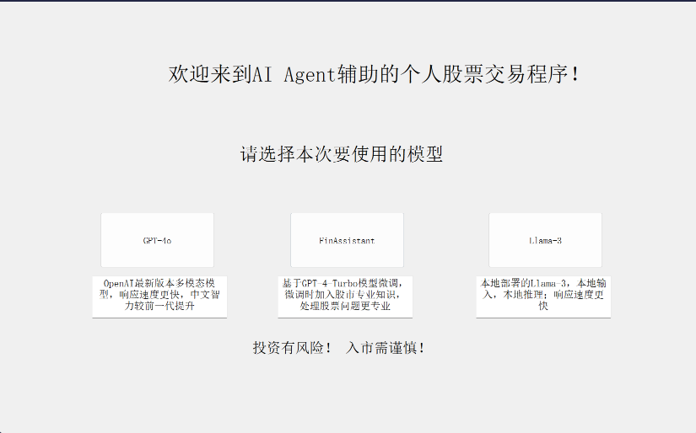 欢迎来到AI Agent辅助的个人股票交易程序！
请选择本次要使用的模型
GPT-4o
FinAssistant
Llama-3
OpenAI最新版本多模态模
型，响应速度更快，中文智
力较前一代提升
基于GPT-4-Turbo模型微调，
微调时加入股市专业知识，
处理股票问题更专业
本地部署的Llama-3，本地输
入，本地推理；响应速度更
快
投资有风险！ 入市需谨慎！